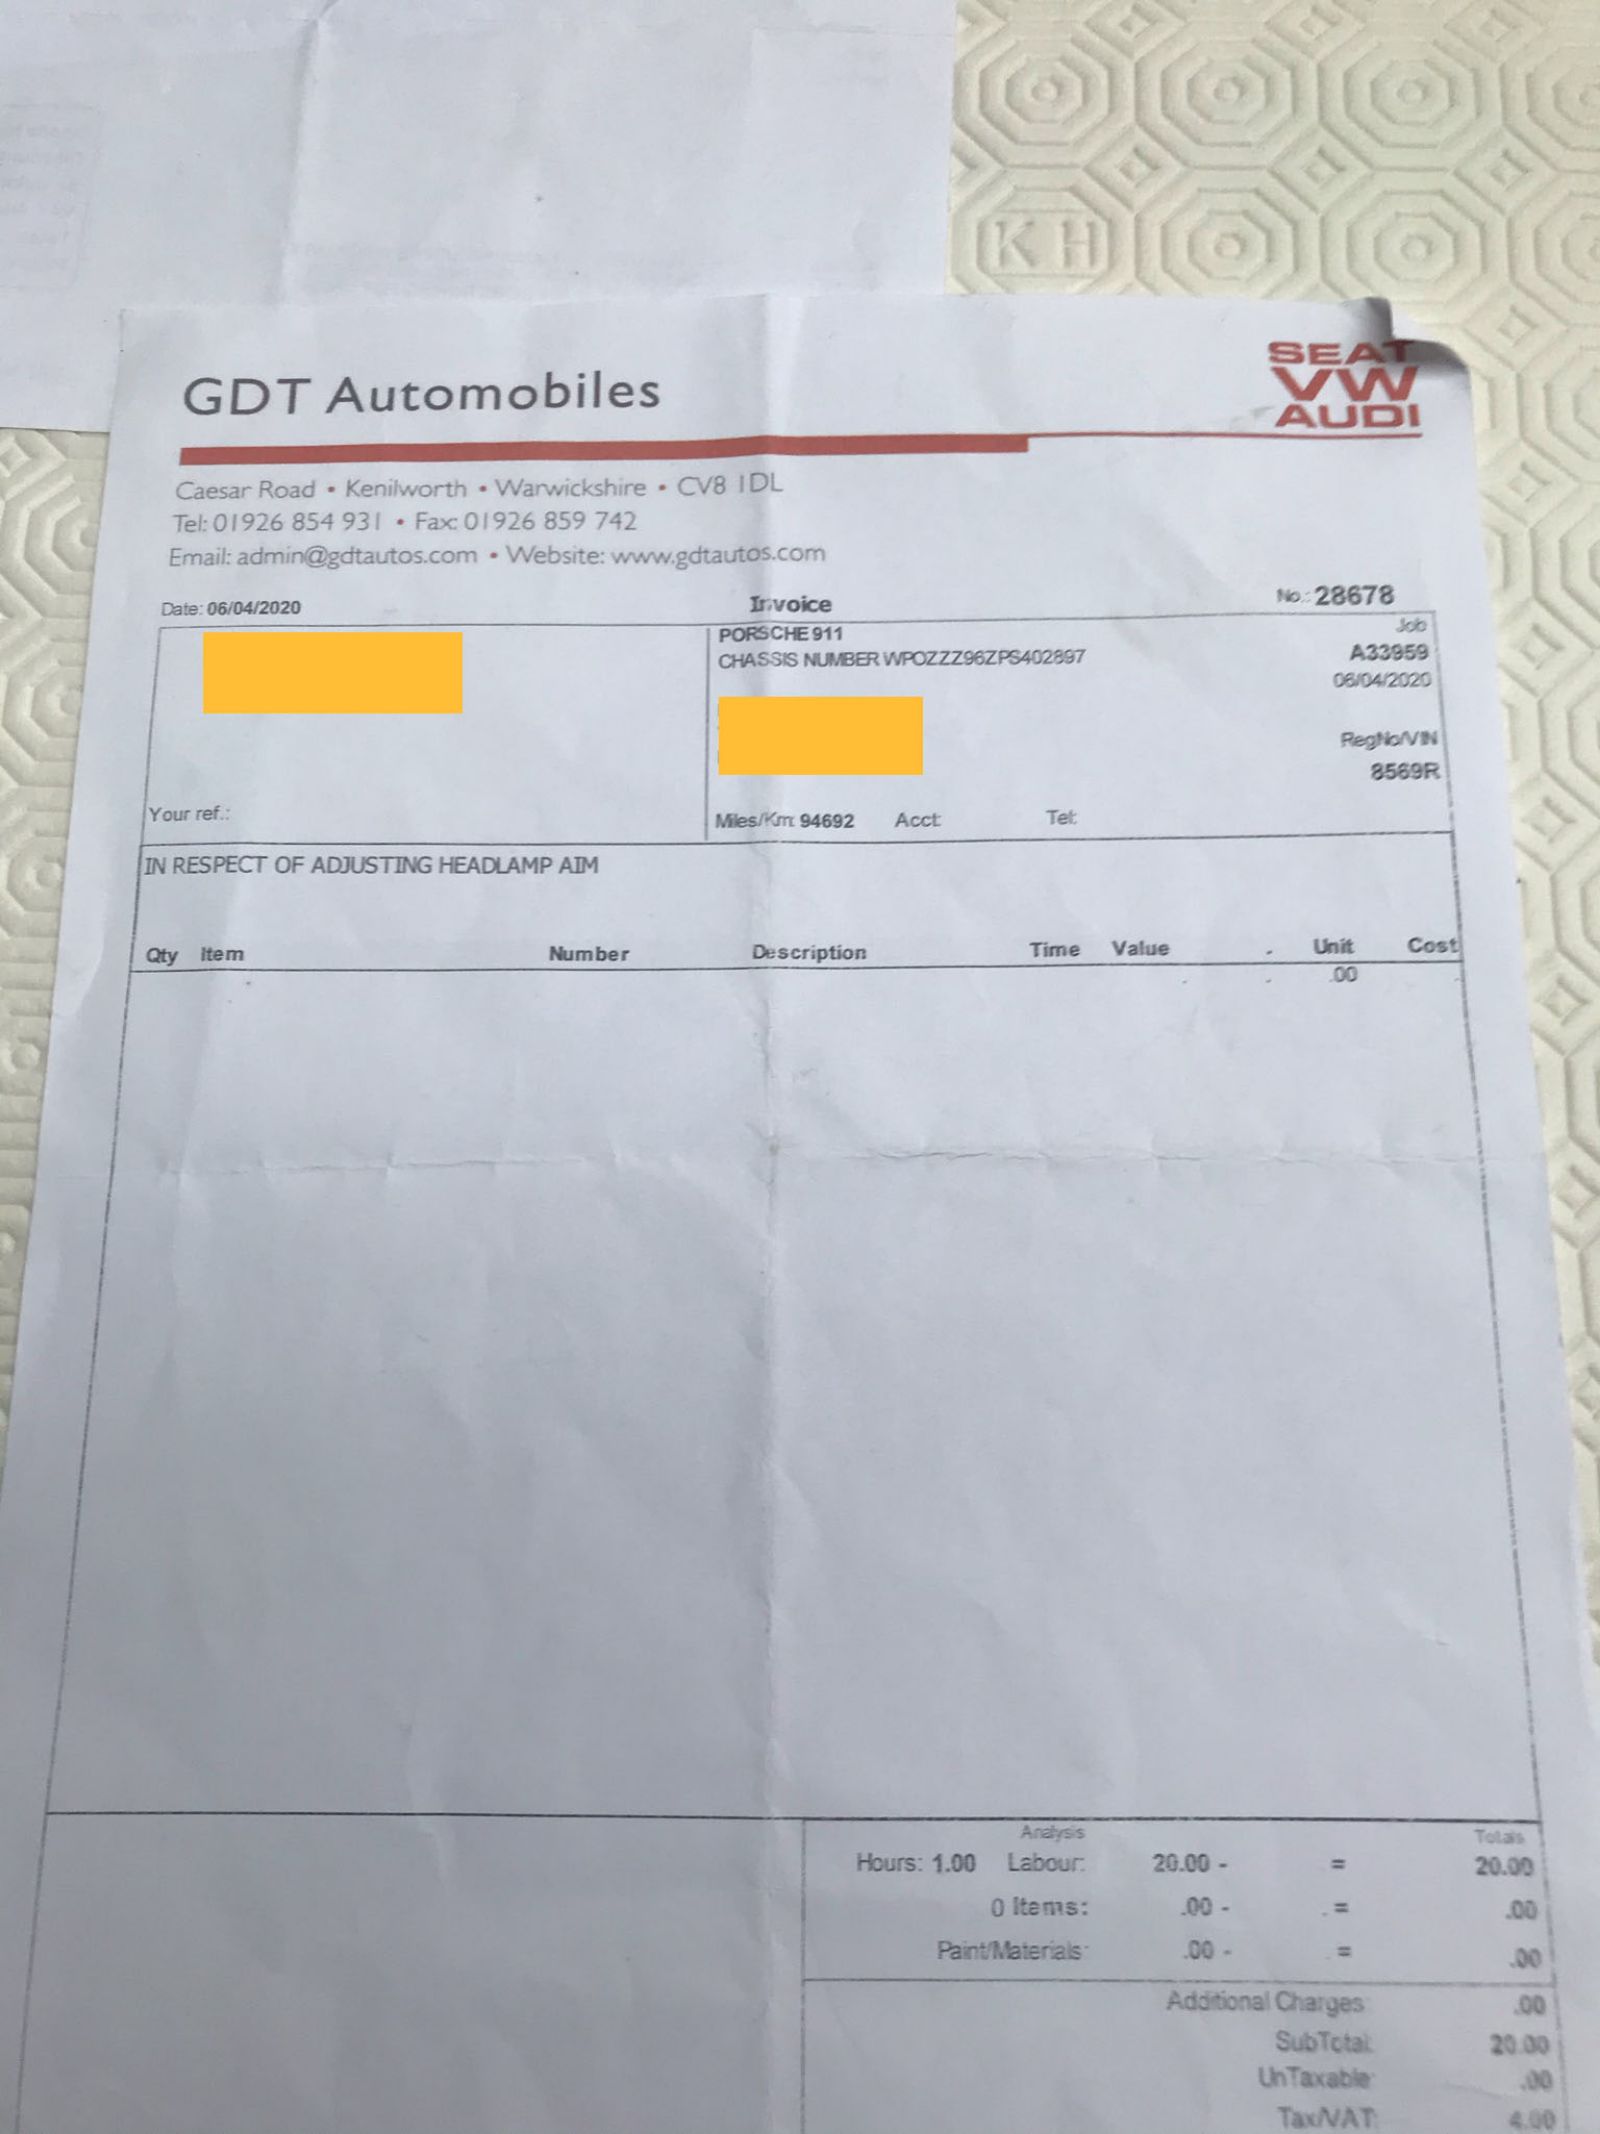 KH
GDT Automobiles
SEAT
VW
AUDI
Caesar Road • Kenilworth • Warwickshire • CV8 1DL
Tel: 01926 854 931 • Fax: 01926 859 742
Email: admin@gdtautos.com • Website: www.gdtautos.com
Date: 06/04/2020 Invoice No.: 28678
PORSCHE 911 Job
CHASSIS NUMBER WPOZZZ96ZPS402897 A33959
06/04/2020
RegNo/VIN
8569R
Your ref.: Miles/Km: 94692 Acct: Tel:
IN RESPECT OF ADJUSTING HEADLAMP AIM
Qty Item Number Description Time Value . Unit Cost
.00
Analysis Totals
Hours: 1.00 Labour: 20.00 - = 20.00
0 Items: .00 - . = .00
Paint/Materials: .00 - = .00
Additional Charges: .00
SubTotal: 20.00
UnTaxable: .00
Tax/VAT: 4.00